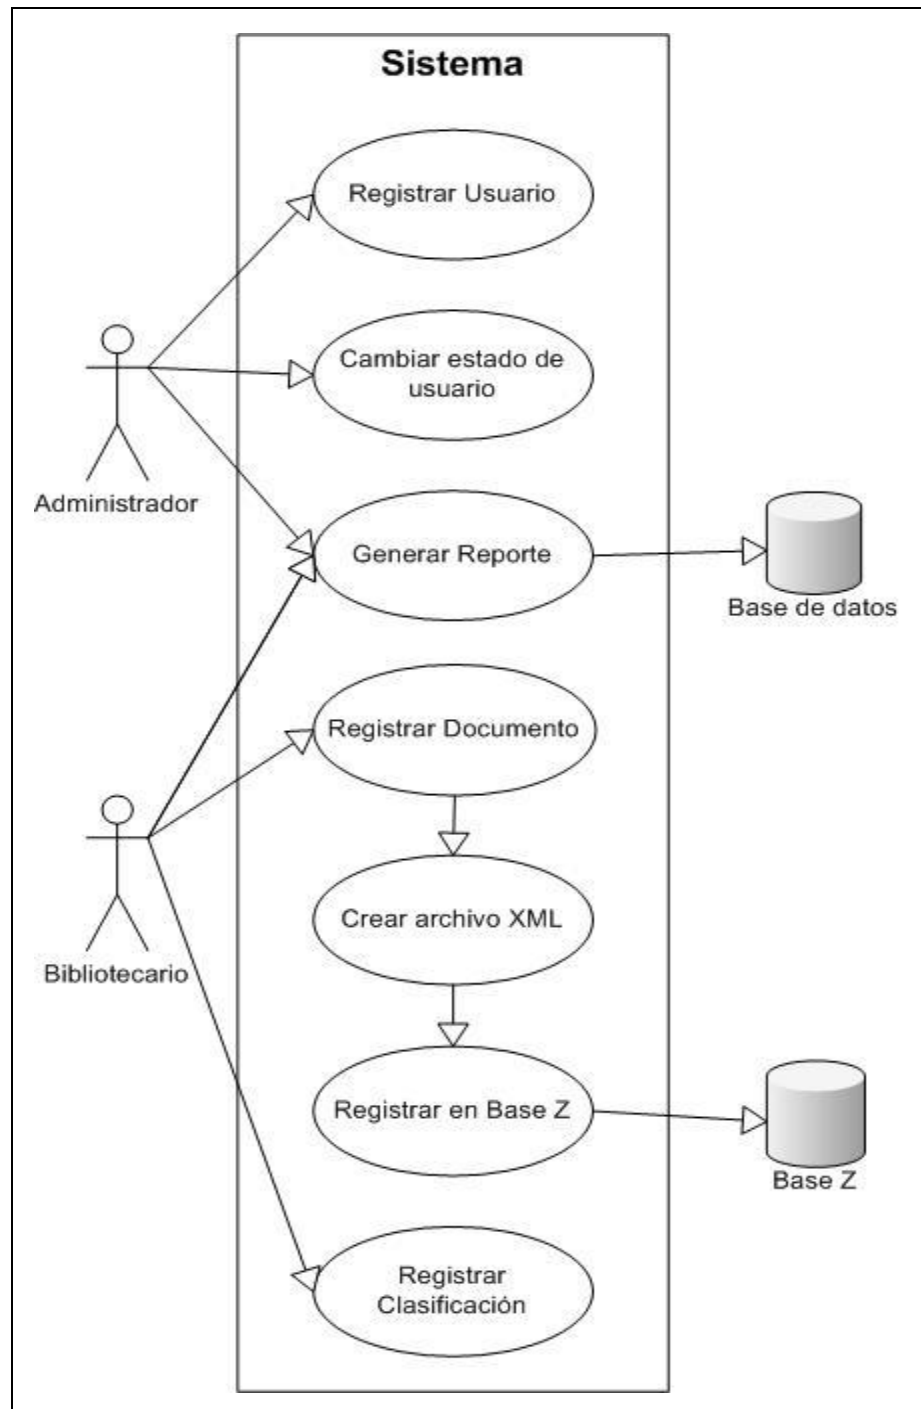 Sistema
Registrar Usuario
Cambiar estado de
usuario
Administrador
Generar Reporte
Base de datos
Registrar Documento
Crear archivo XML
Bibliotecario
Registrar en Base Z
Base Z
Registrar
Clasificación